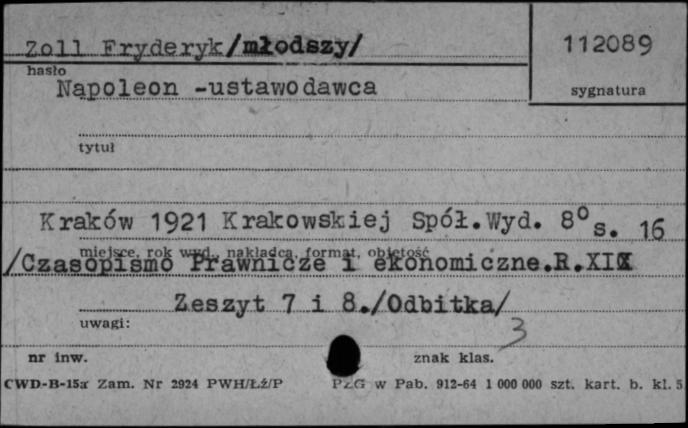 Zoll Fryderyk/młodszy/
112089
hasło
Napoleon -ustawodawca
sygnatura
tytuł
Kraków 1921 Krakowskiej Spół.Wyd. 8° s. 16
miejsce, rok wyd., nakładca, format, objętość
/Czasopismo Prawnicze i ekonomiczne.R.XIX
Zeszyt 7 i 8./Odbitka/
uwagi:
3
nr inw.
znak klas.
CWD-B-15a Zam. Nr 2924 PWH/Łź/P
PZG w Pab. 912-64 1 000 000 szt. kart. b. kl. 5